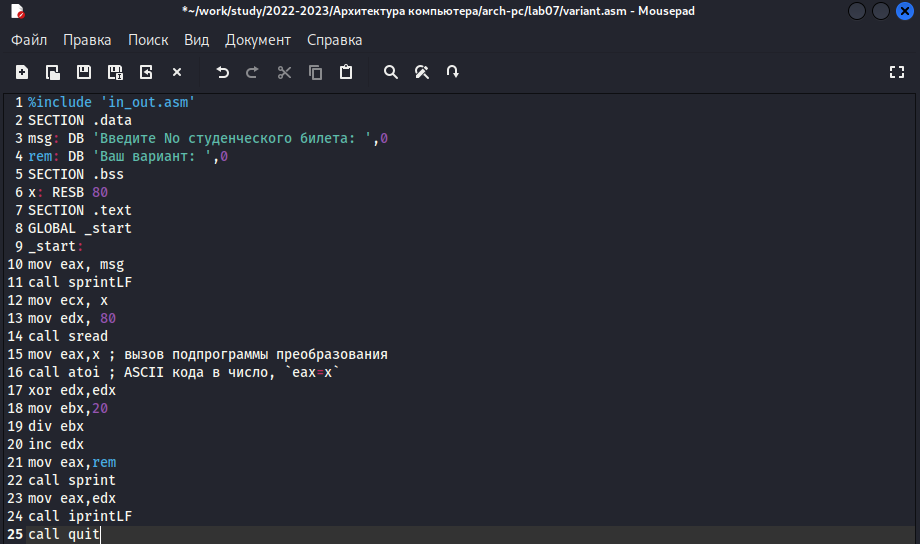 *~/work/study/2022-2023/Архитектура компьютера/arch-pc/lab07/variant.asm - Mousepad
Файл Правка Поиск Вид Документ Справка
1 %include 'in_out.asm'
2 SECTION .data
3 msg: DB 'Введите No студенческого билета: ',0
4 rem: DB 'Ваш вариант: ',0
5 SECTION .bss
6 x: RESB 80
7 SECTION .text
8 GLOBAL _start
9 _start:
10 mov eax, msg
11 call sprintLF
12 mov ecx, x
13 mov edx, 80
14 call sread
15 mov eax,x ; вызов подпрограммы преобразования
16 call atoi ; ASCII кода в число, `eax=x`
17 xor edx,edx
18 mov ebx,20
19 div ebx
20 inc edx
21 mov eax,rem
22 call sprint
23 mov eax,edx
24 call iprintLF
25 call quit